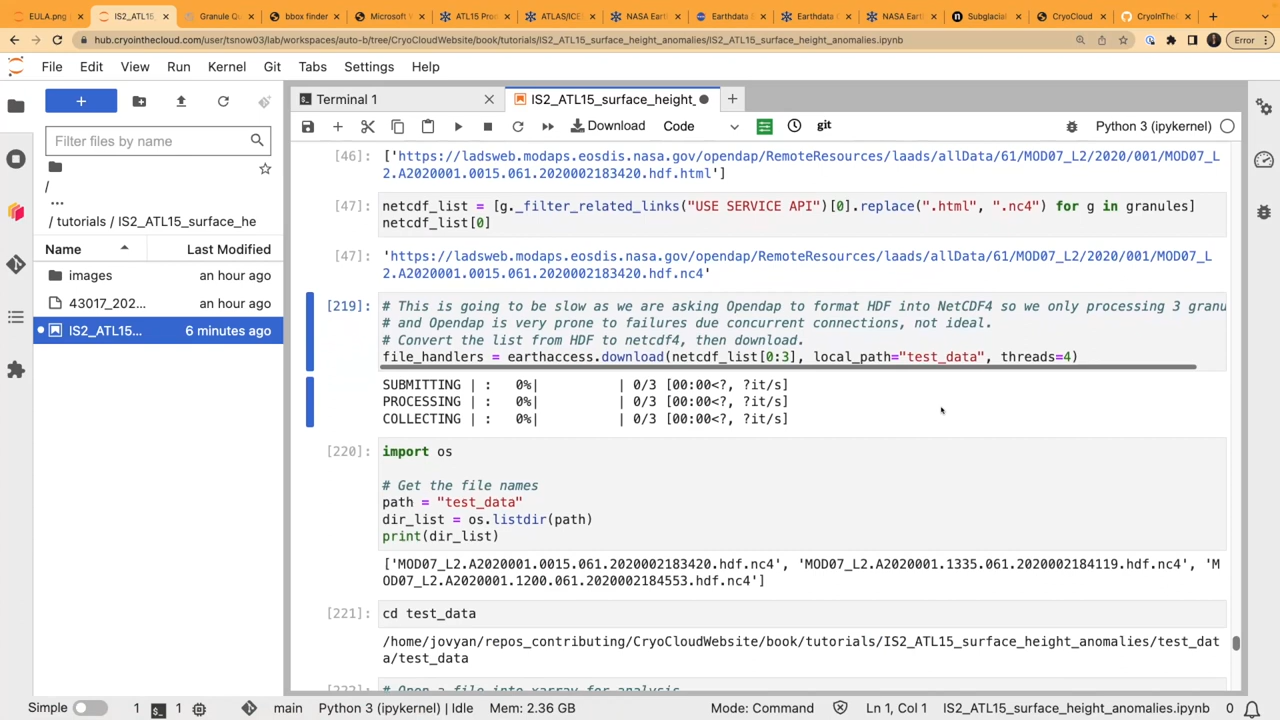 EULA.png
IS2_ATL15
Granule Qu
bbox finder
Microsoft
ATL15 Pro
ATLAS/ICE
NASA Eart
Earthdata
Earthdata
NASA Eart
Subglacial
CryoCloud
CryoInThe
hub.cryointhecloud.com/user/tsnow03/lab/workspaces/auto-b/tree/CryoCloudWebsite/book/tutorials/IS2_ATL15_surface_height_anomalies/IS2_ATL15_surface_height_anomalies.ipynb
Error
File Edit View Run Kernel Git Tabs Settings Help
Filter files by name
/
...
/ tutorials / IS2_ATL15_surface_he
Name Last Modified
images an hour ago
43017_202... an hour ago
IS2_ATL15... 6 minutes ago
Terminal 1
IS2_ATL15_surface_height_
Download Code git Python 3 (ipykernel)
[46]: ['https://ladsweb.modaps.eosdis.nasa.gov/opendap/RemoteResources/laads/allData/61/MOD07_L2/2020/001/MOD07_L
2.A2020001.0015.061.2020002183420.hdf.html']
[47]: netcdf_list = [g._filter_related_links("USE SERVICE API")[0].replace(".html", ".nc4") for g in granules]
netcdf_list[0]
[47]: 'https://ladsweb.modaps.eosdis.nasa.gov/opendap/RemoteResources/laads/allData/61/MOD07_L2/2020/001/MOD07_L
2.A2020001.0015.061.2020002183420.hdf.nc4'
[219]: # This is going to be slow as we are asking Opendap to format HDF into NetCDF4 so we only processing 3 granu
# and Opendap is very prone to failures due concurrent connections, not ideal.
# Convert the list from HDF to netcdf4, then download.
file_handlers = earthaccess.download(netcdf_list[0:3], local_path="test_data", threads=4)
SUBMITTING | : 0%| | 0/3 [00:00<?, ?it/s]
PROCESSING | : 0%| | 0/3 [00:00<?, ?it/s]
COLLECTING | : 0%| | 0/3 [00:00<?, ?it/s]
[220]: import os
# Get the file names
path = "test_data"
dir_list = os.listdir(path)
print(dir_list)
['MOD07_L2.A2020001.0015.061.2020002183420.hdf.nc4', 'MOD07_L2.A2020001.1335.061.2020002184119.hdf.nc4', 'M
OD07_L2.A2020001.1200.061.2020002184553.hdf.nc4']
[221]: cd test_data
/home/jovyan/repos_contributing/CryoCloudWebsite/book/tutorials/IS2_ATL15_surface_height_anomalies/test_dat
a/test_data
[222]: # Open a file into xarray for analysis
Simple 1 1 main Python 3 (ipykernel) | Idle Mem: 2.36 GB Mode: Command Ln 1, Col 1 IS2_ATL15_surface_height_anomalies.ipynb 0